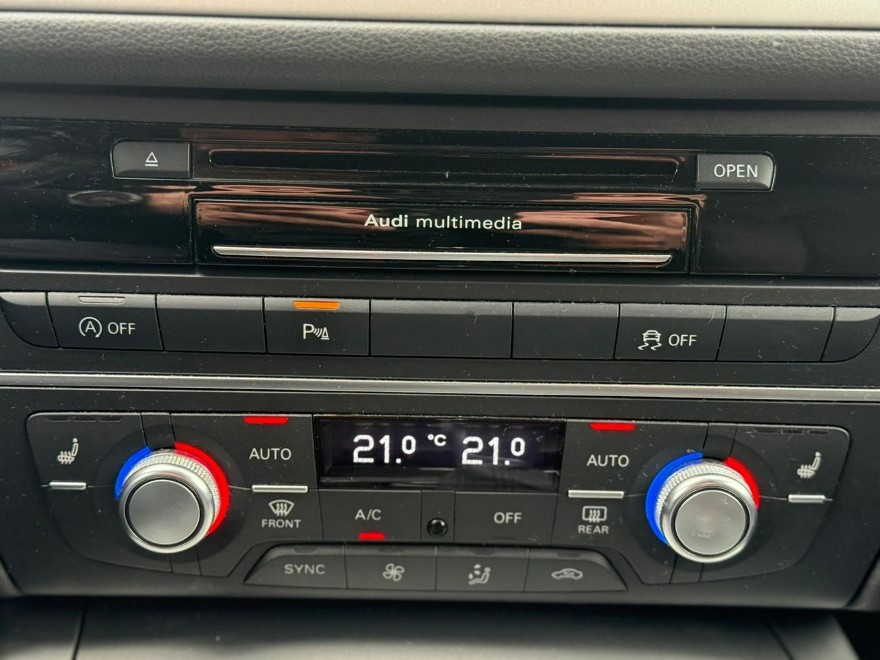 OPEN
Audi multimedia
A OFF
P
OFF
AUTO
21.0 °C 21.0
AUTO
FRONT
A/C
OFF
REAR
SYNC